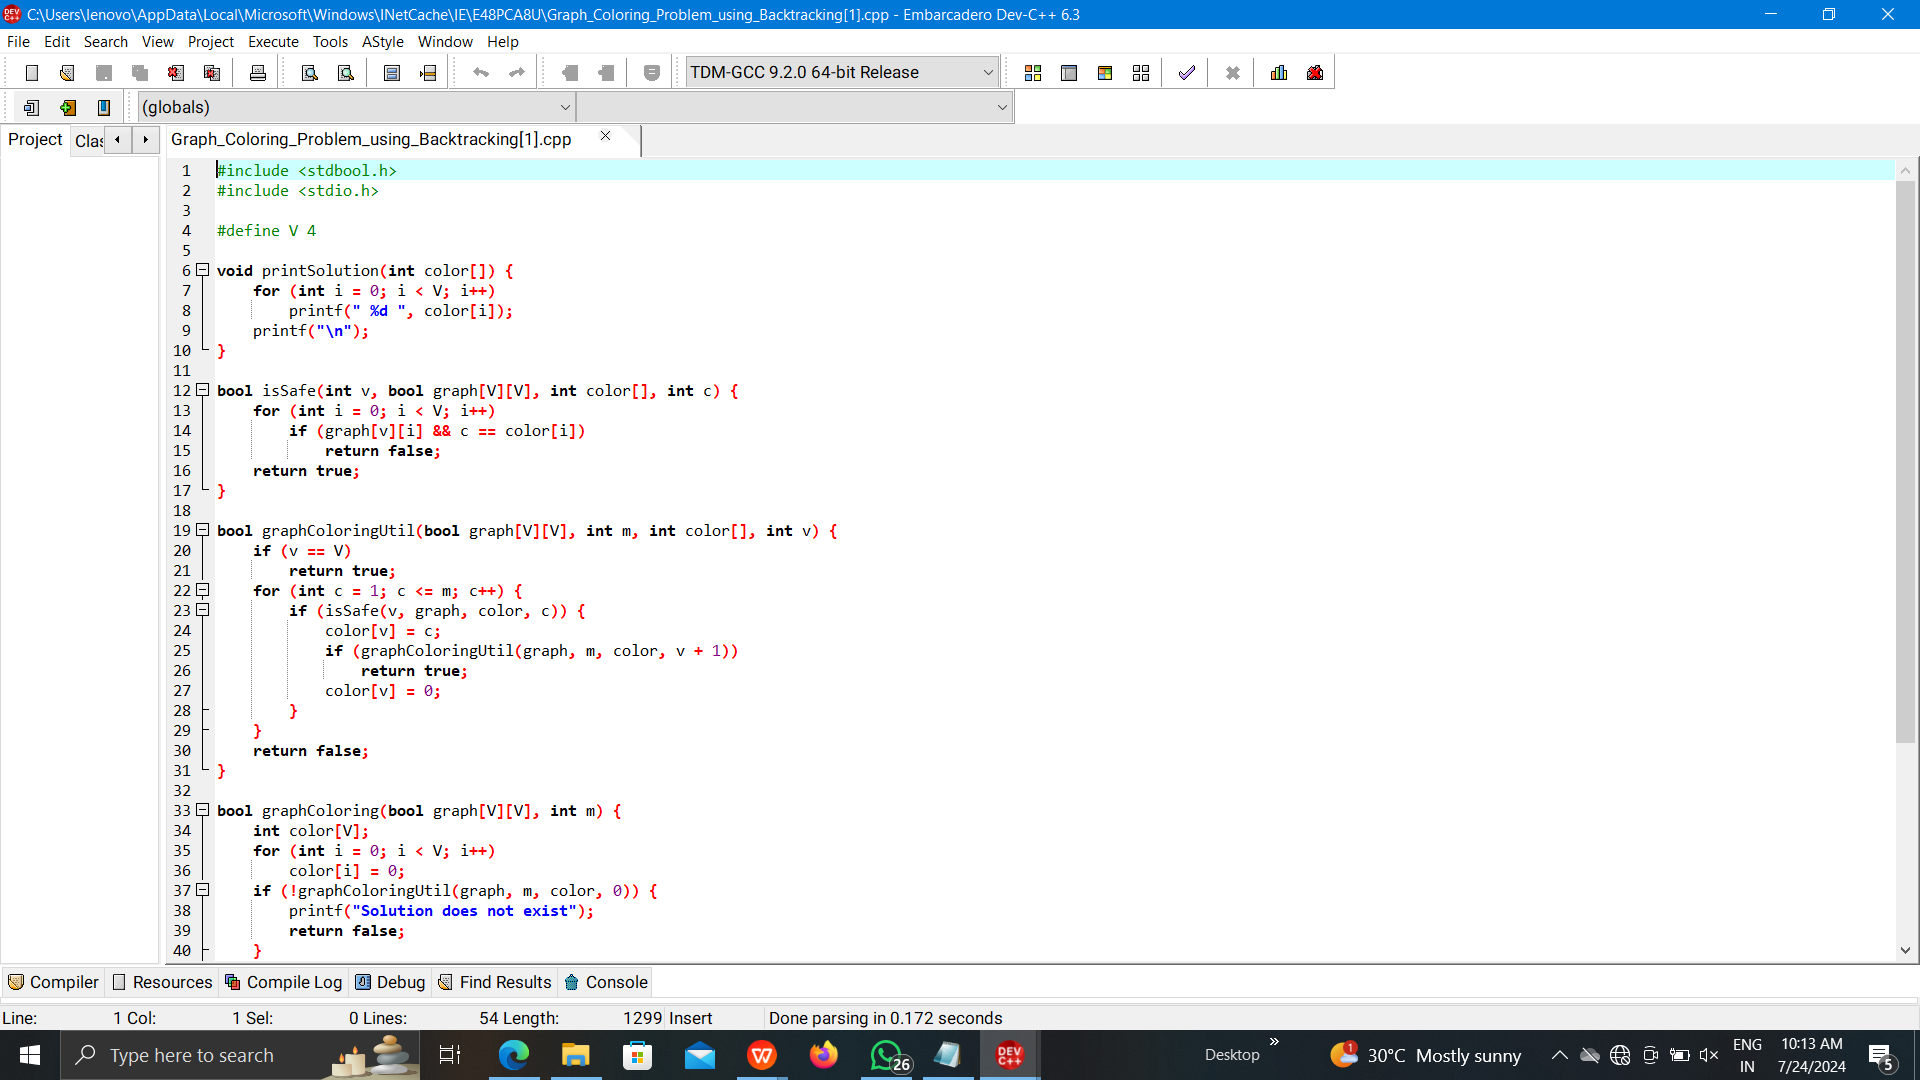 C:\Users\lenovo\AppData\Local\Microsoft\Windows\INetCache\IE\E48PCA8U\Graph_Coloring_Problem_using_Backtracking[1].cpp - Embarcadero Dev-C++ 6.3
File Edit Search View Project Execute Tools AStyle Window Help
TDM-GCC 9.2.0 64-bit Release
(globals)
Project Clas Graph_Coloring_Problem_using_Backtracking[1].cpp
1 #include <stdbool.h>
2 #include <stdio.h>
3
4 #define V 4
5
6 void printSolution(int color[]) {
7     for (int i = 0; i < V; i++)
8         printf(" %d ", color[i]);
9     printf("\n");
10 }
11
12 bool isSafe(int v, bool graph[V][V], int color[], int c) {
13     for (int i = 0; i < V; i++)
14         if (graph[v][i] && c == color[i])
15             return false;
16     return true;
17 }
18
19 bool graphColoringUtil(bool graph[V][V], int m, int color[], int v) {
20     if (v == V)
21         return true;
22     for (int c = 1; c <= m; c++) {
23         if (isSafe(v, graph, color, c)) {
24             color[v] = c;
25             if (graphColoringUtil(graph, m, color, v + 1))
26                 return true;
27             color[v] = 0;
28         }
29     }
30     return false;
31 }
32
33 bool graphColoring(bool graph[V][V], int m) {
34     int color[V];
35     for (int i = 0; i < V; i++)
36         color[i] = 0;
37     if (!graphColoringUtil(graph, m, color, 0)) {
38         printf("Solution does not exist");
39         return false;
40     }
Compiler Resources Compile Log Debug Find Results Console
Line: 1 Col: 1 Sel: 0 Lines: 54 Length: 1299 Insert Done parsing in 0.172 seconds
Type here to search 26 DEV C++ Desktop » 1 30°C Mostly sunny ENG IN 10:13 AM 7/24/2024 5